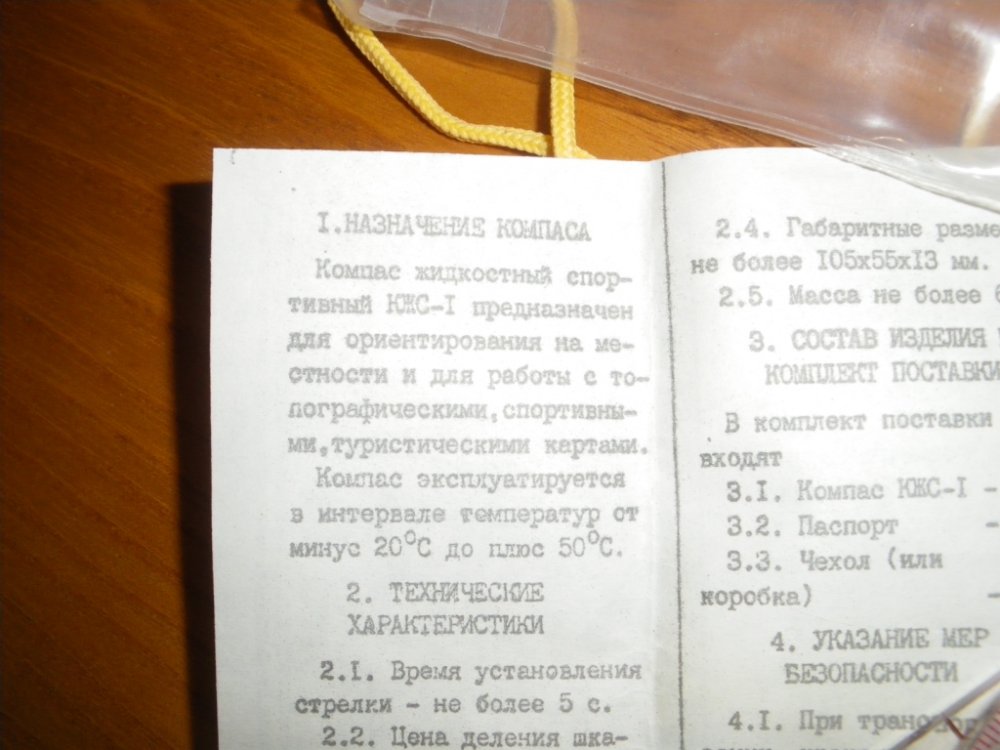 I. НАЗНАЧЕНИЕ КОМПАСА
Компас жидкостный спор-
тивный КЖС-I предназначен
для ориентирования на ме-
стности и для работы с то-
пографическими, спортивны-
ми, туристическими картами.
Компас эксплуатируется
в интервале температур от
минус 20°С до плюс 50°С.
2. ТЕХНИЧЕСКИЕ
ХАРАКТЕРИСТИКИ
2.I. Время установления
стрелки - не более 5 с.
2.2. Цена деления шка-
2.4. Габаритные разме
не более I05х55хI3 мм.
2.5. Масса не более
3. СОСТАВ ИЗДЕЛИЯ
КОМПЛЕКТ ПОСТАВКИ
В комплект поставки
входят
3.I. Компас КЖС-I -
3.2. Паспорт -
3.3. Чехол (или
коробка) -
4. УКАЗАНИЕ МЕР
БЕЗОПАСНОСТИ
4.I. При